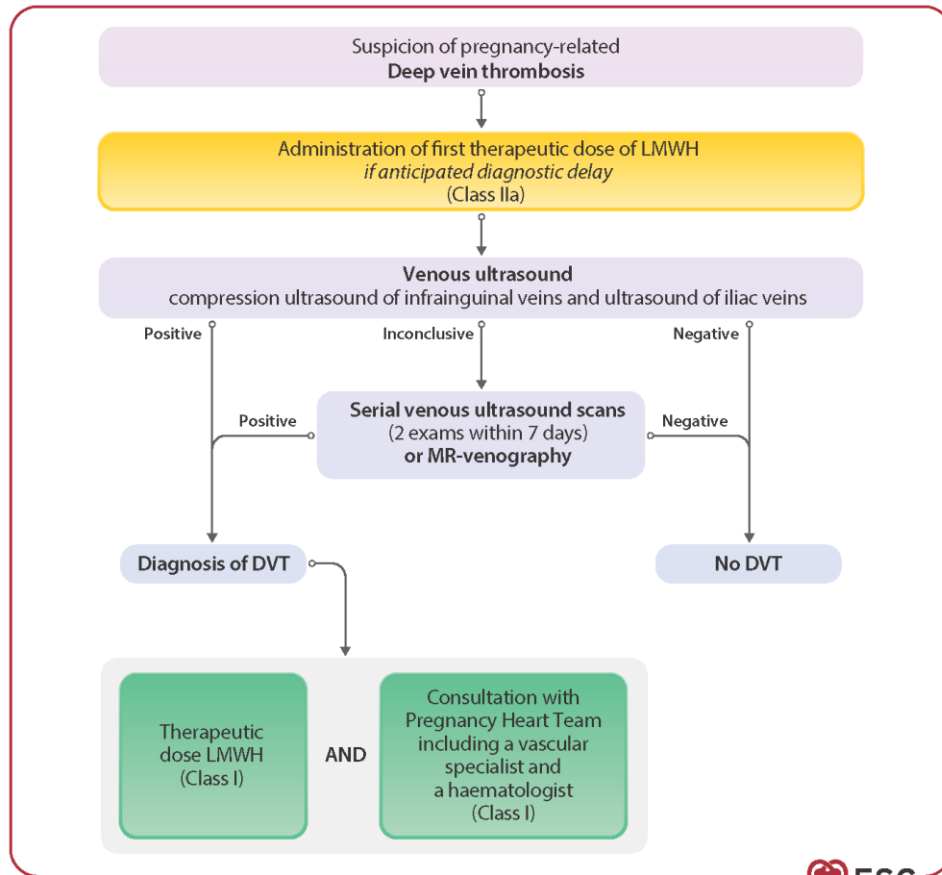 Suspicion of pregnancy-related
Deep vein thrombosis
Administration of first therapeutic dose of LMWH
if anticipated diagnostic delay
(Class IIa)
Venous ultrasound
compression ultrasound of infrainguinal veins and ultrasound of iliac veins
Positive
Inconclusive
Negative
Serial venous ultrasound scans
(2 exams within 7 days)
or MR-venography
Positive
Negative
Diagnosis of DVT
No DVT
Therapeutic
dose LMWH
(Class I)
AND
Consultation with
Pregnancy Heart Team
including a vascular
specialist and
a haematologist
(Class I)
ESC